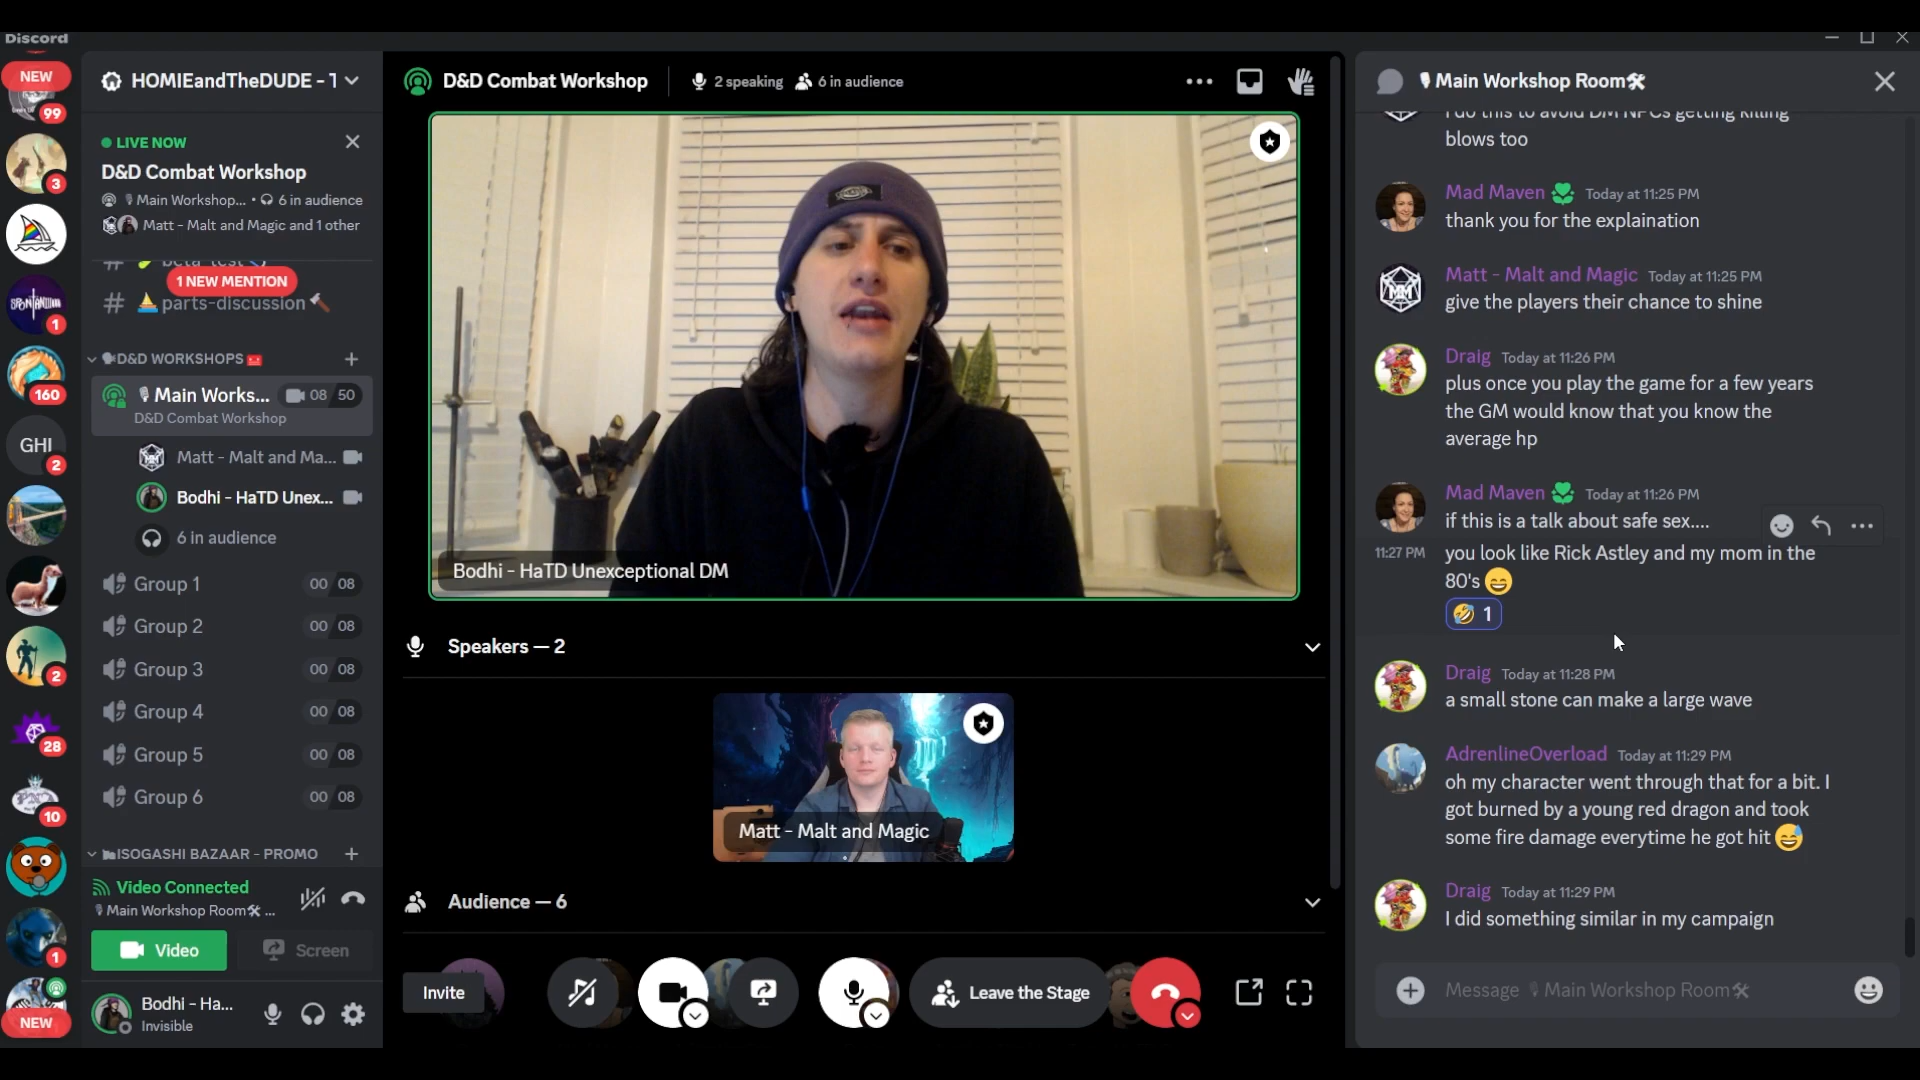 Discord
NEW
99
3
SPONTANIUM
1
160
GHI
2
2
28
10
1
NEW
HOMIEandTheDUDE - T
LIVE NOW
D&D Combat Workshop
Main Workshop... • 6 in audience
Matt - Malt and Magic and 1 other
# beta-test
1 NEW MENTION
# parts-discussion
D&D WORKSHOPS
Main Works... 08 50
D&D Combat Workshop
Matt - Malt and Ma...
Bodhi - HaTD Unex...
6 in audience
Group 1 00 08
Group 2 00 08
Group 3 00 08
Group 4 00 08
Group 5 00 08
Group 6 00 08
ISOGASHI BAZAAR - PROMO
Video Connected
Main Workshop Room🛠 ...
Video
Screen
Bodhi - Ha...
Invisible
D&D Combat Workshop
2 speaking 6 in audience
Bodhi - HaTD Unexceptional DM
Speakers — 2
Matt - Malt and Magic
Audience — 6
Invite
Leave the Stage
🎙Main Workshop Room🛠
I do this to avoid DM NPCs getting killing
blows too
Mad Maven Today at 11:25 PM
thank you for the explaination
MM
Matt - Malt and Magic Today at 11:25 PM
give the players their chance to shine
Draig Today at 11:26 PM
plus once you play the game for a few years
the GM would know that you know the
average hp
Mad Maven Today at 11:26 PM
if this is a talk about safe sex....
11:27 PM
you look like Rick Astley and my mom in the
80's 😄
🤣 1
Draig Today at 11:28 PM
a small stone can make a large wave
AdrenlineOverload Today at 11:29 PM
oh my character went through that for a bit. I
got burned by a young red dragon and took
some fire damage everytime he got hit 😅
Draig Today at 11:29 PM
I did something similar in my campaign
Message 🎙Main Workshop Room🛠